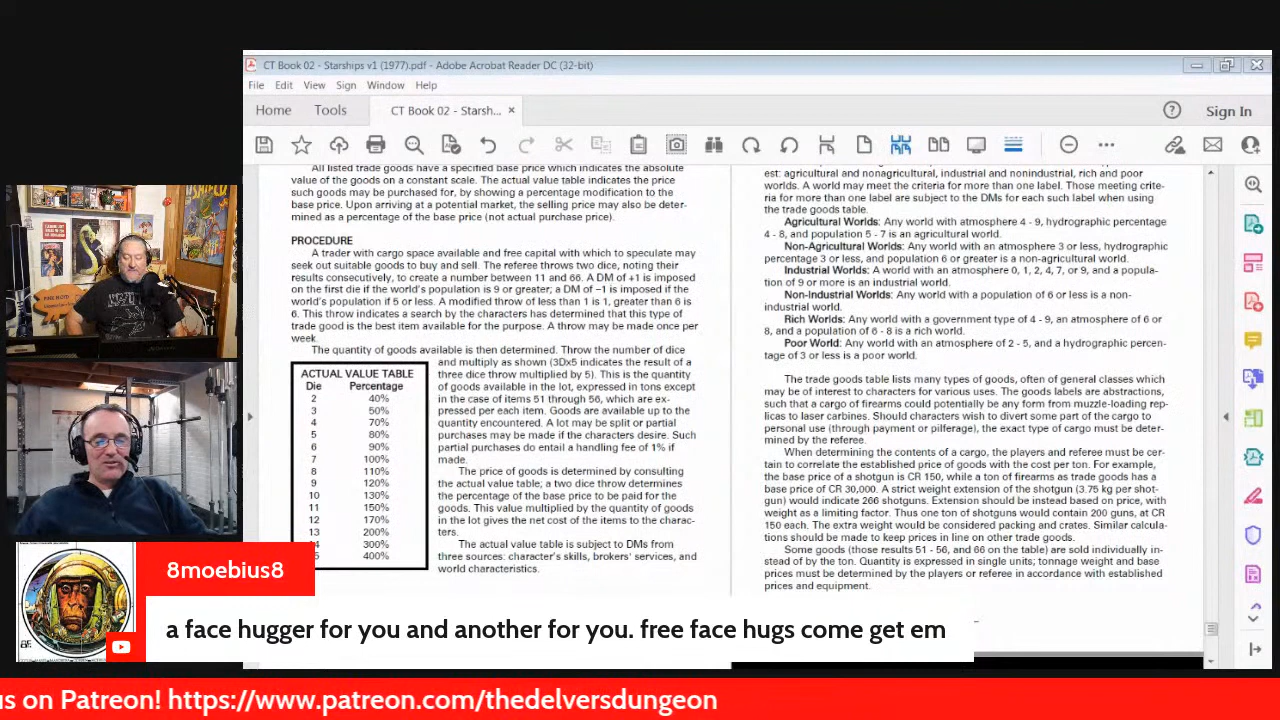 CT Book 02 - Starships v1 (1977).pdf - Adobe Acrobat Reader DC (32-bit)
File Edit View Sign Window Help
Home Tools CT Book 02 - Starsh... × Sign In
All listed trade goods have a specified base price which indicates the absolute
value of the goods on a constant scale. The actual value table indicates the price
such goods may be purchased for, by showing a percentage modification to the
base price. Upon arriving at a potential market, the selling price may also be deter-
mined as a percentage of the base price (not actual purchase price).
PROCEDURE
A trader with cargo space available and free capital with which to speculate may
seek out suitable goods to buy and sell. The referee throws two dice, noting their
results consecutively, to create a number between 11 and 66. A DM of +1 is imposed
on the first die if the world's population is 9 or greater; a DM of −1 is imposed if the
world's population if 5 or less. A modified throw of less than 1 is 1, greater than 6 is
6. This throw indicates a search by the characters has determined that this type of
trade good is the best item available for the purpose. A throw may be made once per
week.
The quantity of goods available is then determined. Throw the number of dice
and multiply as shown (3Dx5 indicates the result of a
three dice throw multiplied by 5). This is the quantity
of goods available in the lot, expressed in tons except
in the case of items 51 through 56, which are ex-
pressed per each item. Goods are available up to the
quantity encountered. A lot may be split or partial
purchases may be made if the characters desire. Such
partial purchases do entail a handling fee of 1% if
made.
The price of goods is determined by consulting
the actual value table; a two dice throw determines
the percentage of the base price to be paid for the
goods. This value multiplied by the quantity of goods
in the lot gives the net cost of the items to the charac-
ters.
The actual value table is subject to DMs from
three sources: character's skills, brokers' services, and
world characteristics.
ACTUAL VALUE TABLE
Die Percentage
2 40%
3 50%
4 70%
5 80%
6 90%
7 100%
8 110%
9 120%
10 130%
11 150%
12 170%
13 200%
4 300%
5 400%
est: agricultural and nonagricultural, industrial and nonindustrial, rich and poor
worlds. A world may meet the criteria for more than one label. Those meeting crite-
ria for more than one label are subject to the DMs for each such label when using
the trade goods table.
Agricultural Worlds: Any world with atmosphere 4 - 9, hydrographic percentage
4 - 8, and population 5 - 7 is an agricultural world.
Non-Agricultural Worlds: Any world with an atmosphere 3 or less, hydrographic
percentage 3 or less, and population 6 or greater is a non-agricultural world.
Industrial Worlds: A world with an atmosphere 0, 1, 2, 4, 7, or 9, and a popula-
tion of 9 or more is an industrial world.
Non-Industrial Worlds: Any world with a population of 6 or less is a non-
industrial world.
Rich Worlds: Any world with a government type of 4 - 9, an atmosphere of 6 or
8, and a population of 6 - 8 is a rich world.
Poor World: Any world with an atmosphere of 2 - 5, and a hydrographic percen-
tage of 3 or less is a poor world.
The trade goods table lists many types of goods, often of general classes which
may be of interest to characters for various uses. The goods labels are abstractions,
such that a cargo of firearms could potentially be any form from muzzle-loading rep-
licas to laser carbines. Should characters wish to divert some part of the cargo to
personal use (through payment or pilferage), the exact type of cargo must be deter-
mined by the referee.
When determining the contents of a cargo, the players and referee must be cer-
tain to correlate the established price of goods with the cost per ton. For example,
the base price of a shotgun is CR 150, while a ton of firearms as trade goods has a
base price of CR 30,000. A strict weight extension of the shotgun (3.75 kg per shot-
gun) would indicate 266 shotguns. Extension should be instead based on price, with
weight as a limiting factor. Thus one ton of shotguns would contain 200 guns, at CR
150 each. The extra weight would be considered packing and crates. Similar calcula-
tions should be made to keep prices in line on other trade goods.
Some goods (those results 51 - 56, and 66 on the table) are sold individually in-
stead of by the ton. Quantity is expressed in single units; tonnage weight and base
prices must be determined by the players or referee in accordance with established
prices and equipment.
8moebius8
a face hugger for you and another for you. free face hugs come get em
us on Patreon! https://www.patreon.com/thedelversdungeon